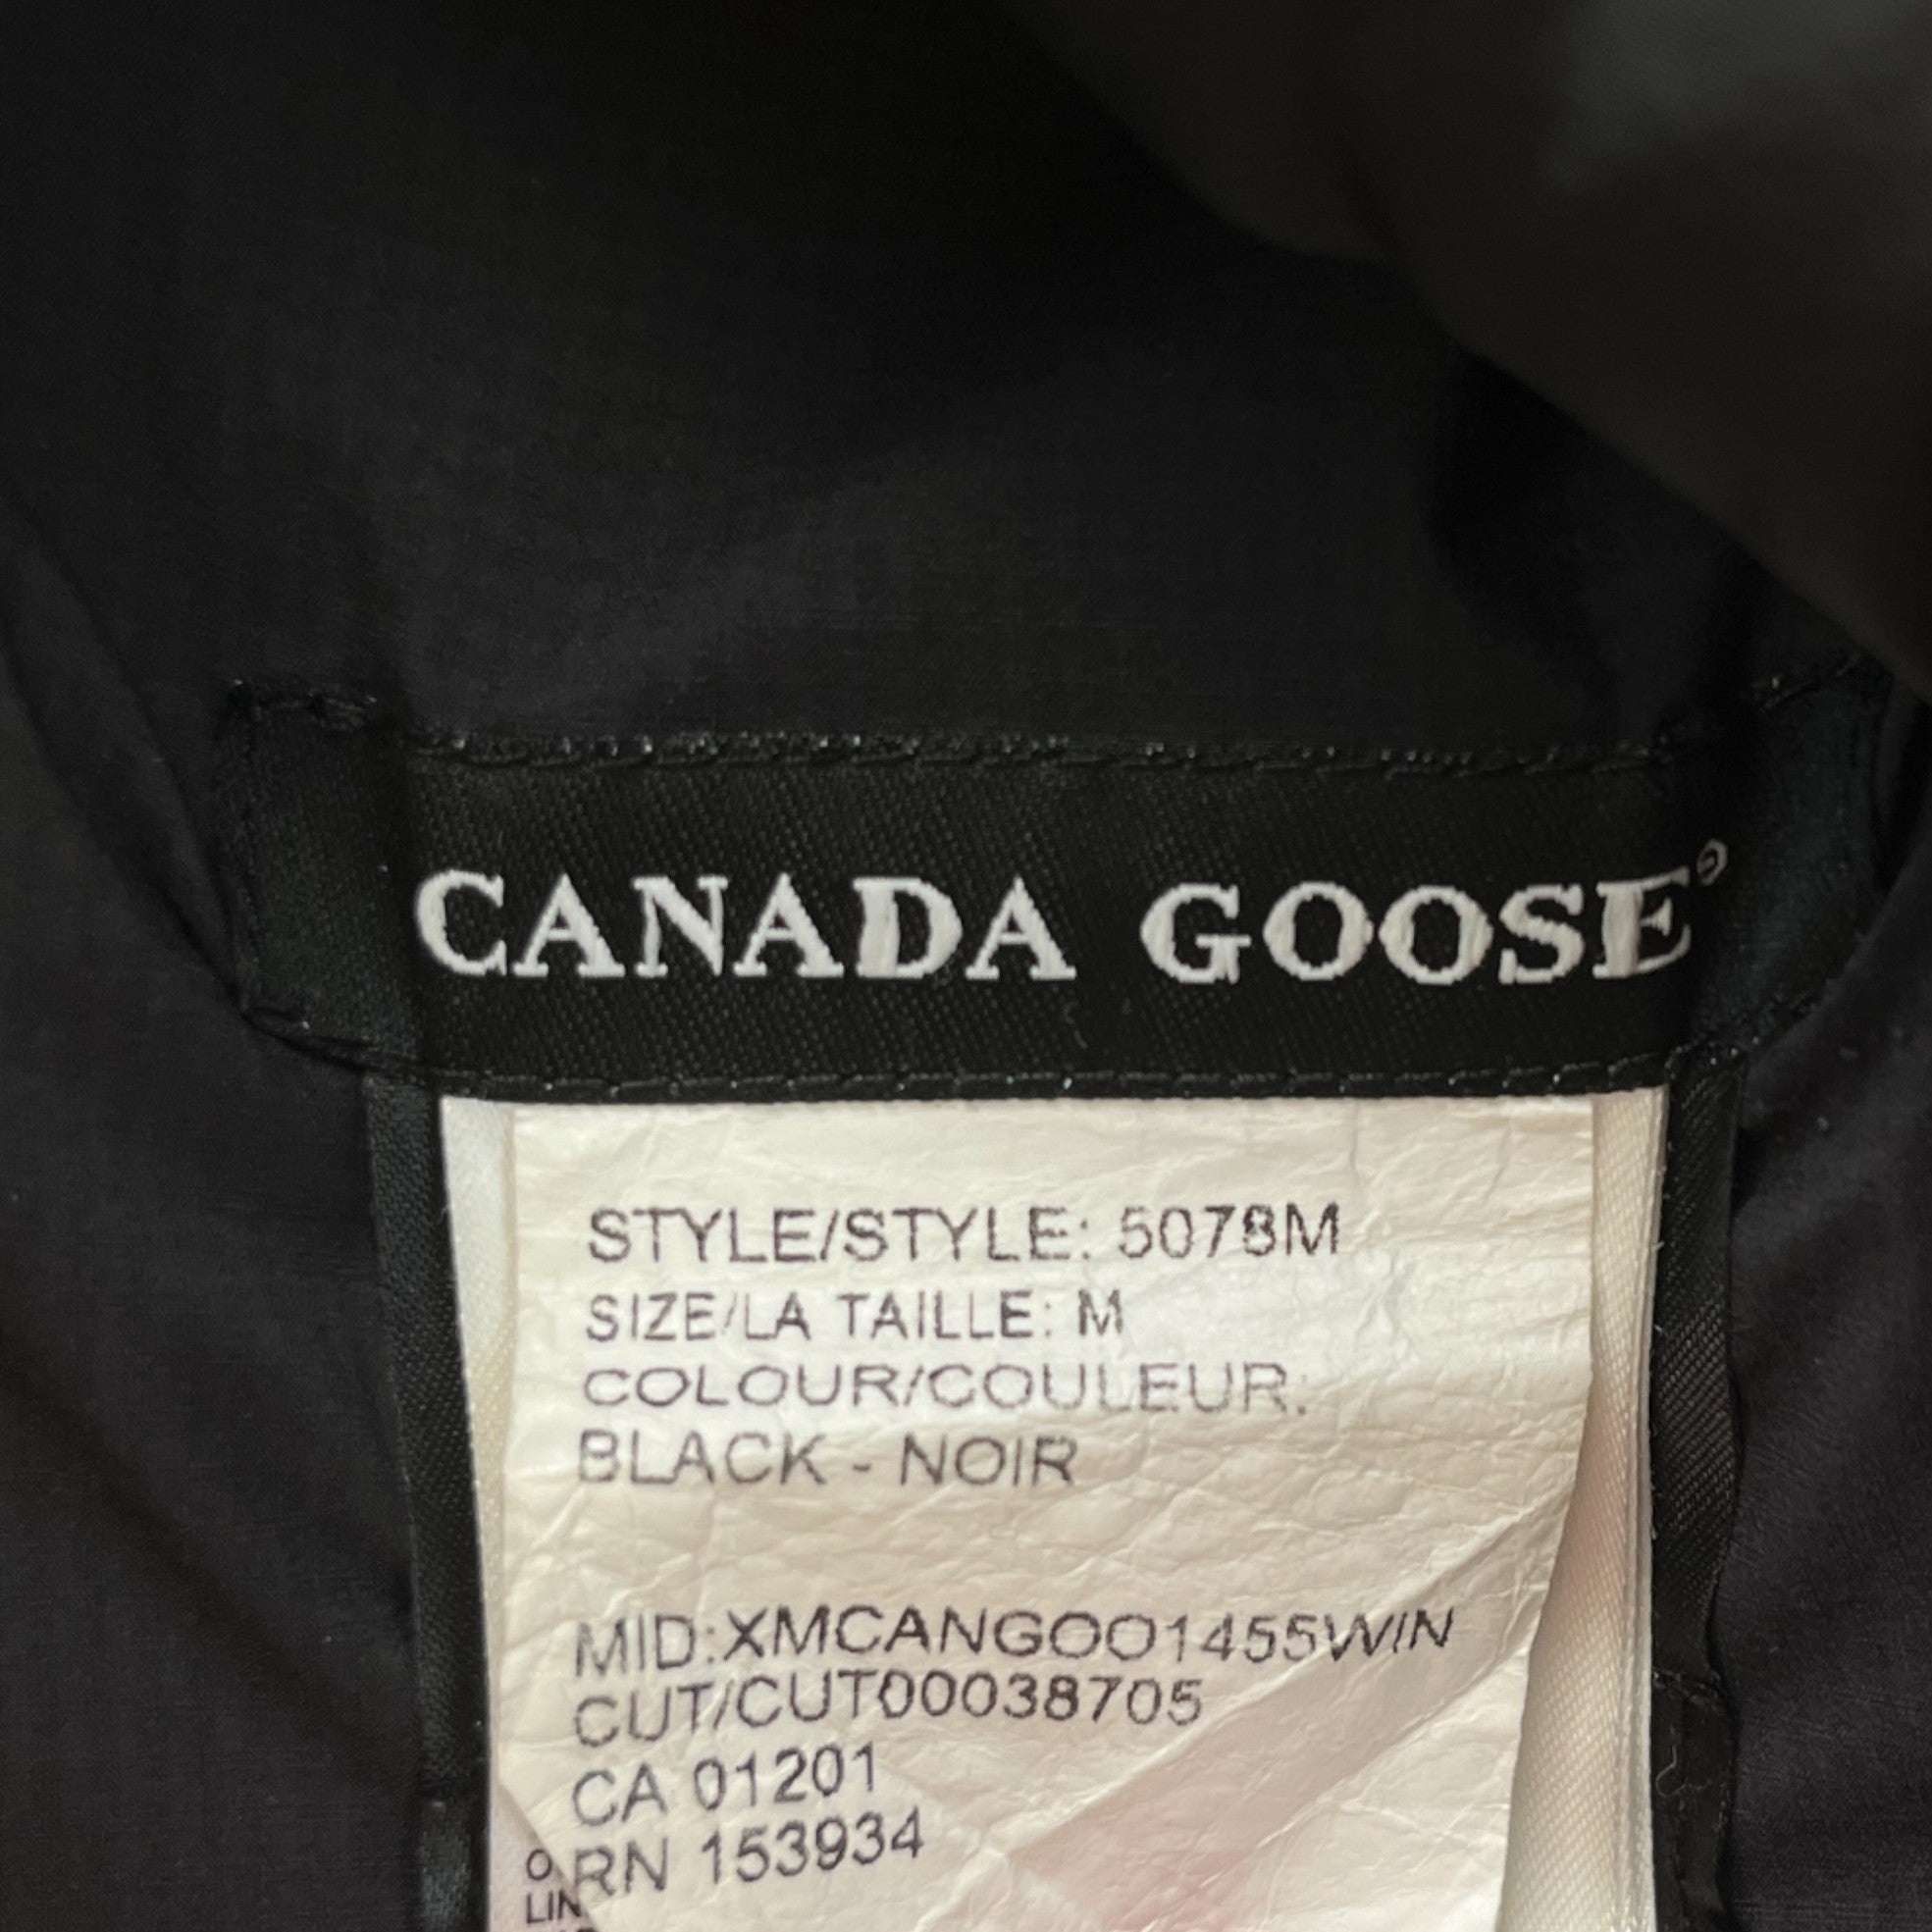 CANADA GOOSE®
STYLE/STYLE: 5078M
SIZE/LA TAILLE: M
COLOUR/COULEUR:
BLACK - NOIR
MID:XMCANGOO1455WIN
CUT/CUT00038705
CA 01201
RN 153934
O
LIN